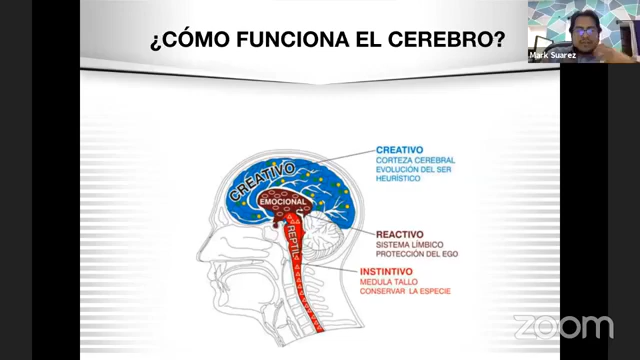 ¿CÓMO FUNCIONA EL CEREBRO?
Mark Suarez
CREATIVO
CORTEZA CEREBRAL
EVOLUCIÓN DEL SER
HEURÍSTICO
CREATIVO
EMOCIONAL
REPTIL
REACTIVO
SISTEMA LÍMBICO
PROTECCIÓN DEL EGO
INSTINTIVO
MEDULA TALLO
CONSERVAR LA ESPECIE
zoom